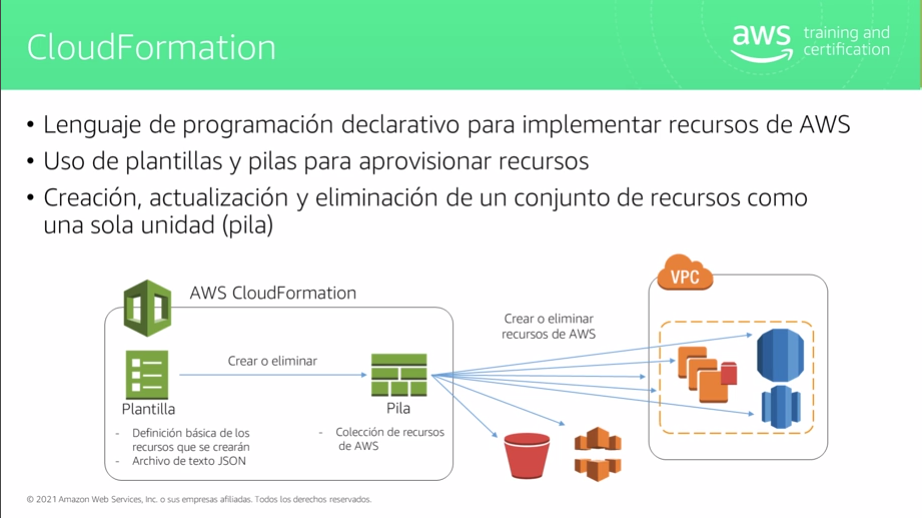 CloudFormation
aws training and
certification
• Lenguaje de programación declarativo para implementar recursos de AWS
• Uso de plantillas y pilas para aprovisionar recursos
• Creación, actualización y eliminación de un conjunto de recursos como
una sola unidad (pila)
AWS CloudFormation
VPC
Crear o eliminar
recursos de AWS
Crear o eliminar
Plantilla
- Definición básica de los
recursos que se crearán
- Archivo de texto JSON
Pila
- Colección de recursos
de AWS
© 2021 Amazon Web Services, Inc. o sus empresas afiliadas. Todos los derechos reservados.